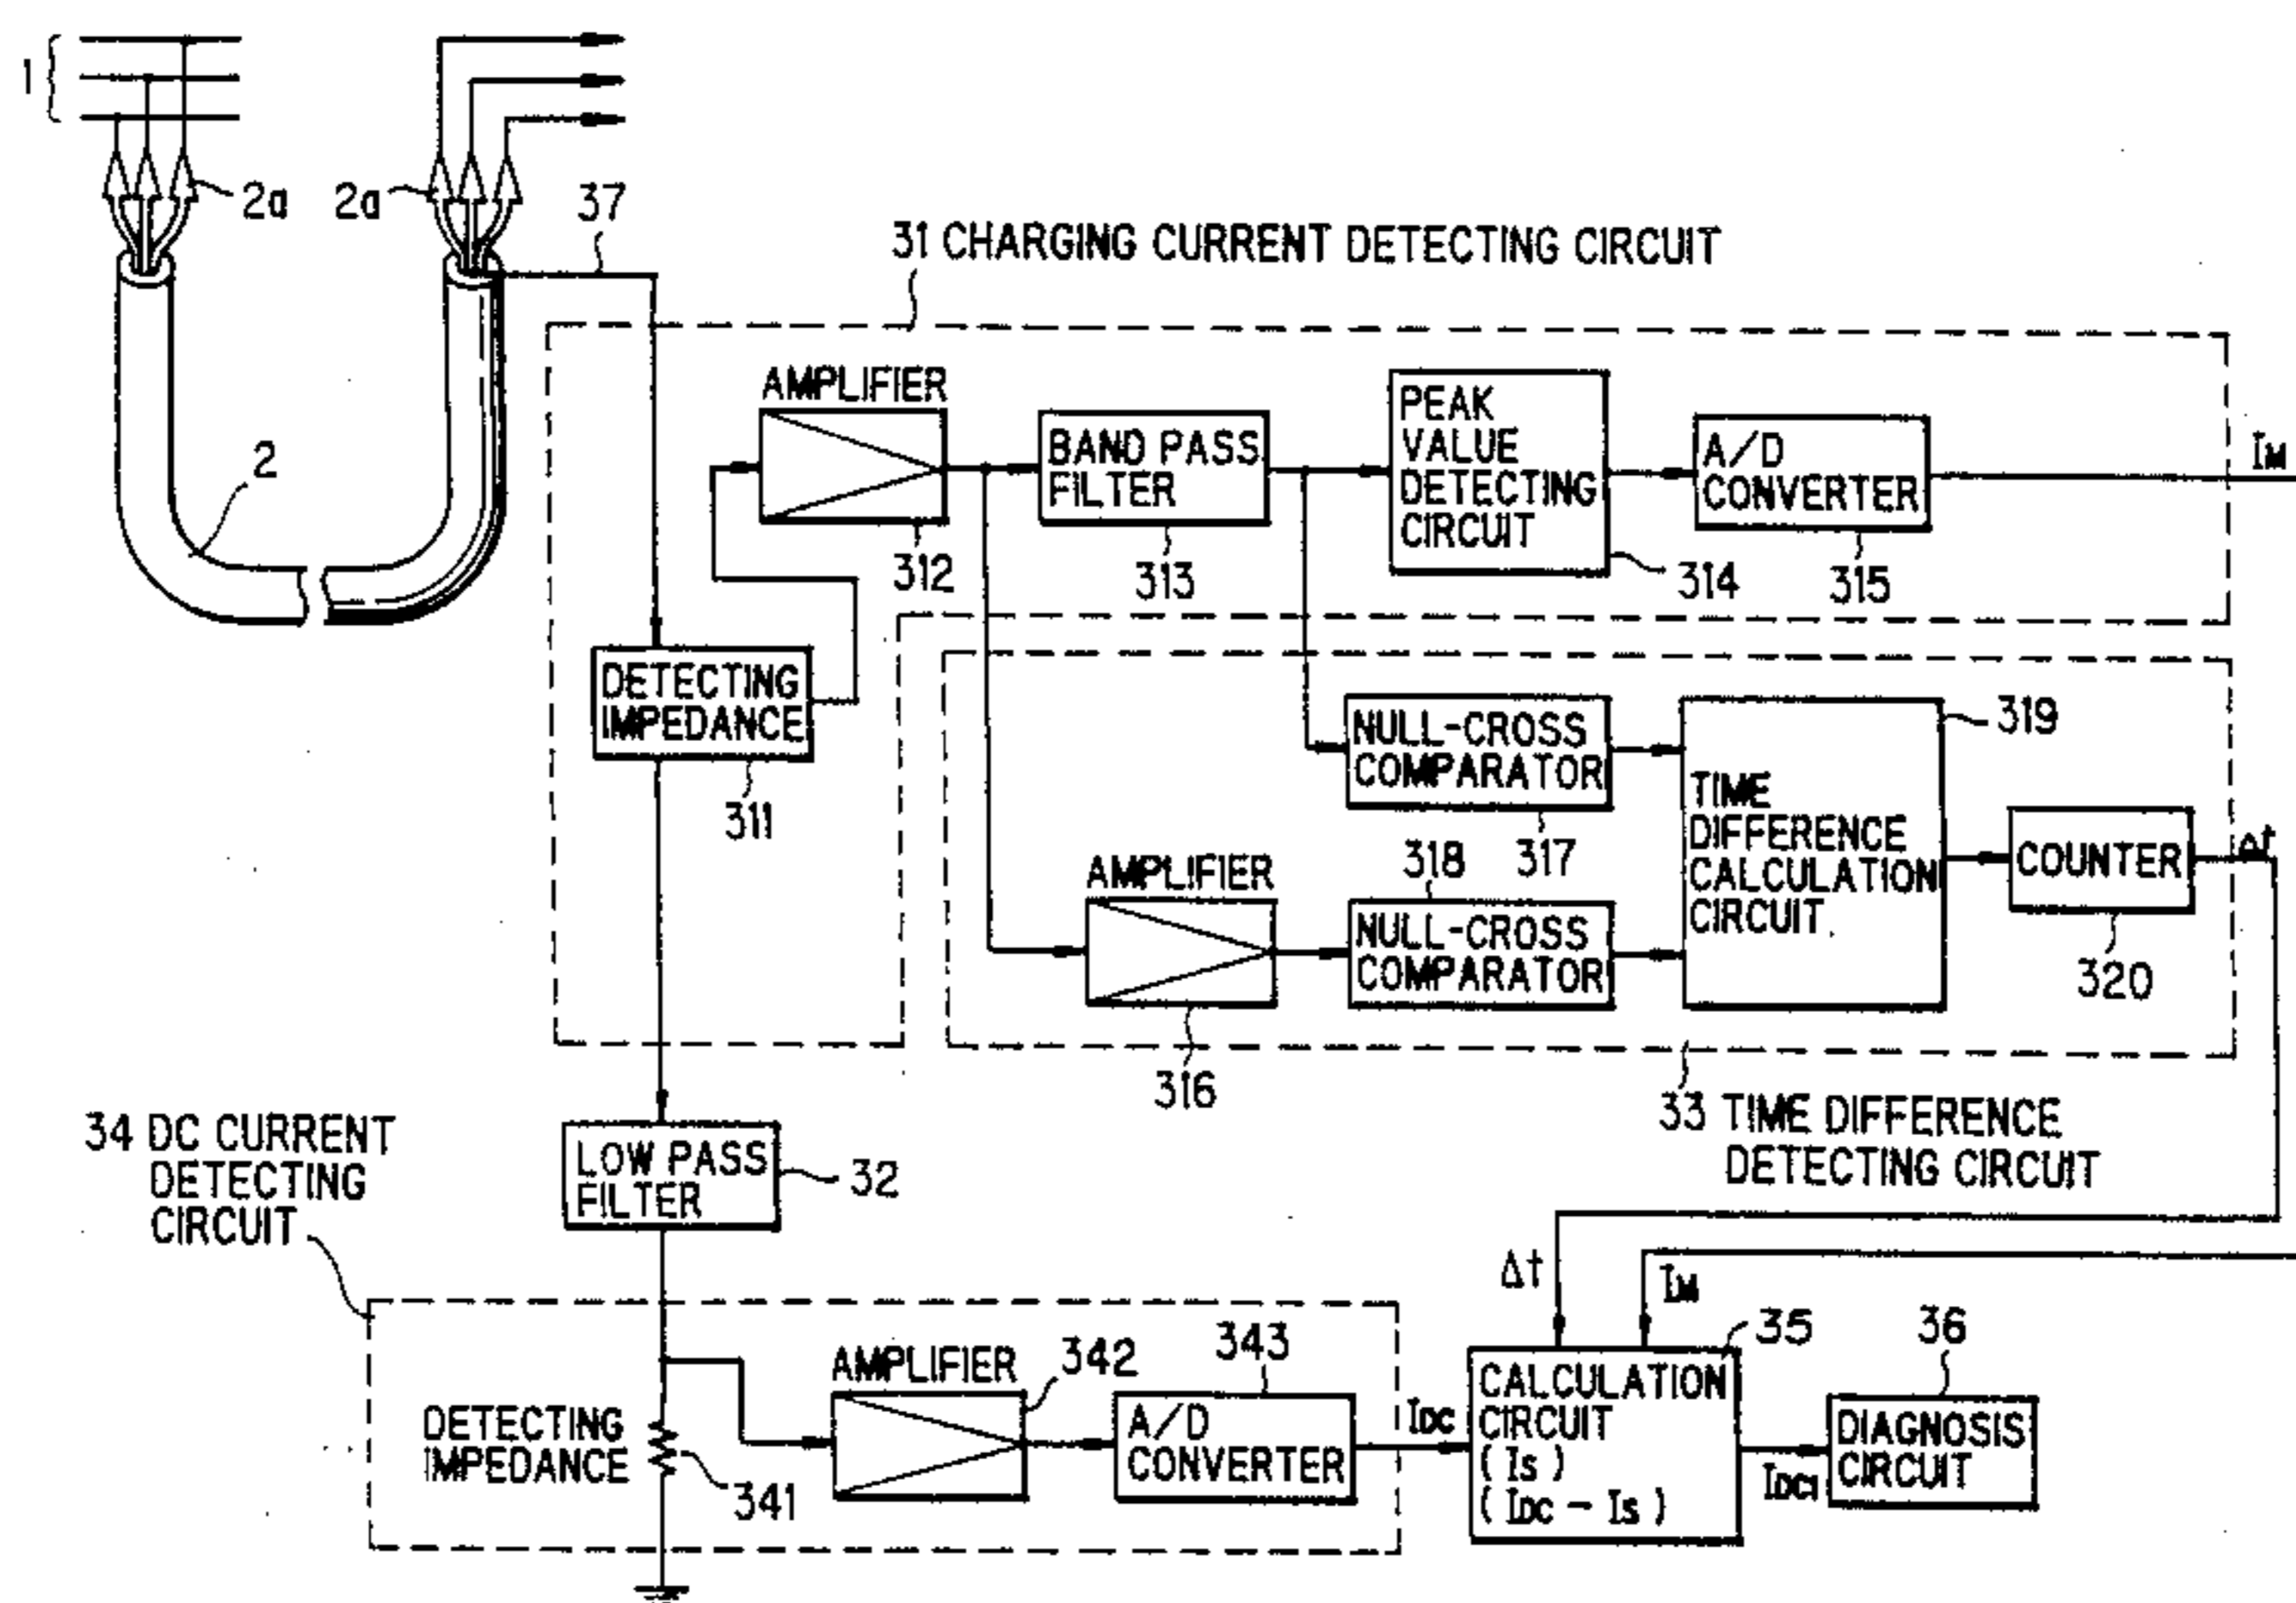 1
2a
2a
37
31 CHARGING CURRENT DETECTING CIRCUIT
2
AMPLIFIER
312
BAND PASS
FILTER
313
PEAK
VALUE
DETECTING
CIRCUIT
314
A/D
CONVERTER
315
IM
DETECTING
IMPEDANCE
311
NULL-CROSS
COMPARATOR
317
TIME
DIFFERENCE
CALCULATION
CIRCUIT
319
COUNTER
320
Δt
AMPLIFIER
316
318
NULL-CROSS
COMPARATOR
33 TIME DIFFERENCE
DETECTING CIRCUIT
34 DC CURRENT
DETECTING
CIRCUIT
LOW PASS
FILTER
32
Δt
IM
DETECTING
IMPEDANCE
341
AMPLIFIER
342
343
A/D
CONVERTER
IDC
35
CALCULATION
CIRCUIT
( IS )
( IDC - IS )
IDC1
36
DIAGNOSIS
CIRCUIT